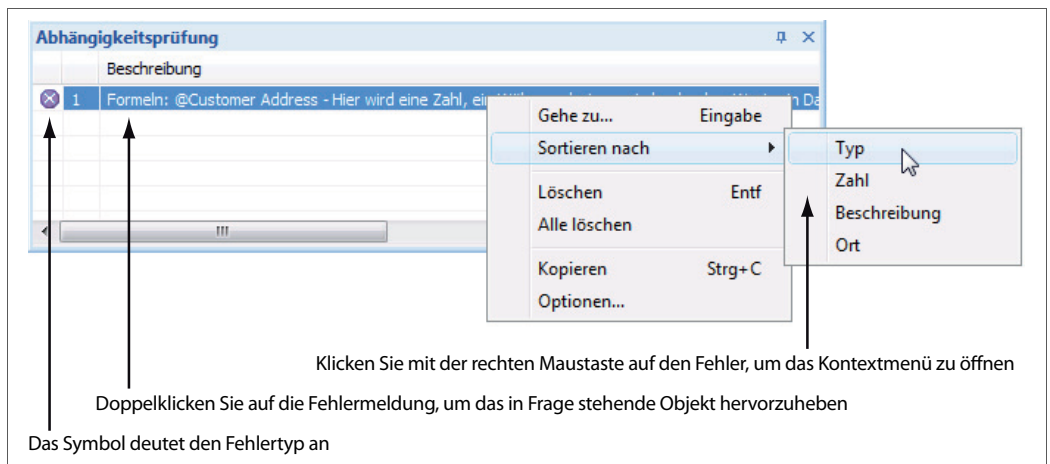 Abhängigkeitsprüfung
Beschreibung
1 Formeln: @Customer Address - Hier wird eine Zahl, ei
Gehe zu... Eingabe
Sortieren nach
Löschen Entf
Alle löschen
Kopieren Strg+C
Optionen...
Typ
Zahl
Beschreibung
Ort
Klicken Sie mit der rechten Maustaste auf den Fehler, um das Kontextmenü zu öffnen
Doppelklicken Sie auf die Fehlermeldung, um das in Frage stehende Objekt hervorzuheben
Das Symbol deutet den Fehlertyp an